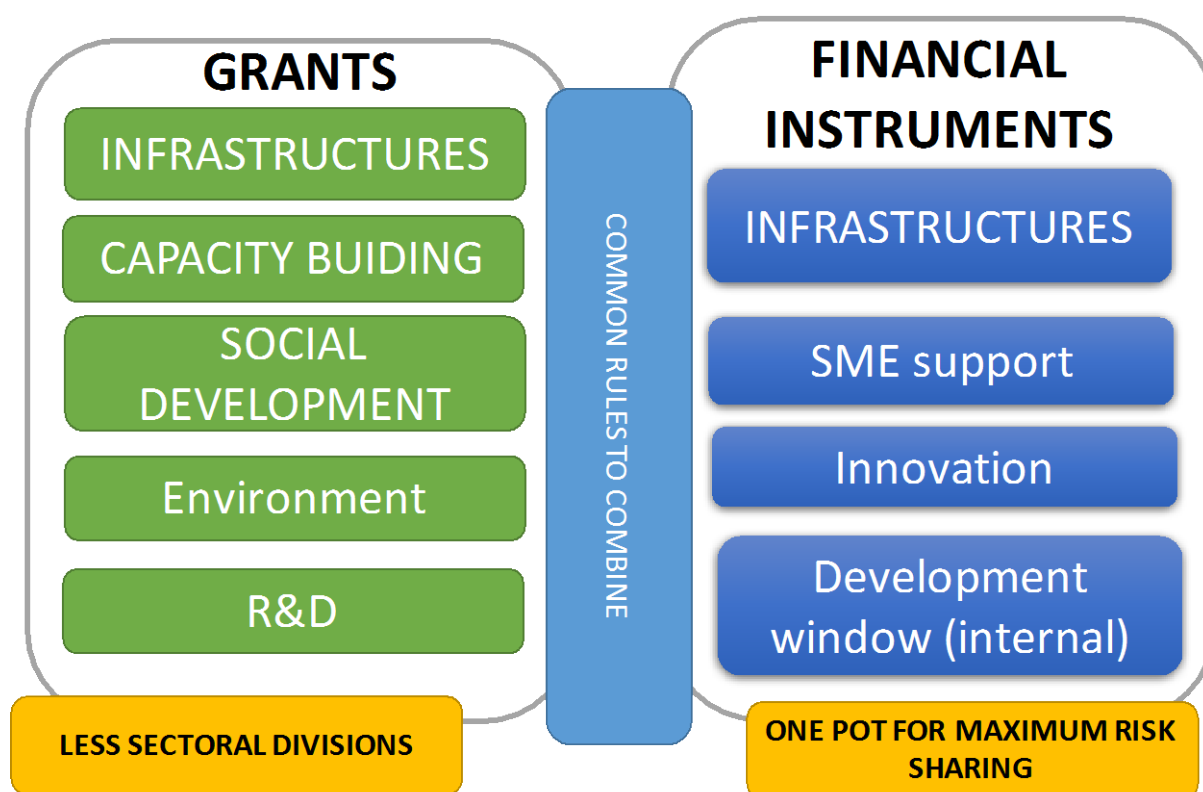 GRANTS
INFRASTRUCTURES
CAPACITY BUIDING
SOCIAL
DEVELOPMENT
Environment
R&D
LESS SECTORAL DIVISIONS
COMMON RULES TO COMBINE
FINANCIAL
INSTRUMENTS
INFRASTRUCTURES
SME support
Innovation
Development
window (internal)
ONE POT FOR MAXIMUM RISK
SHARING